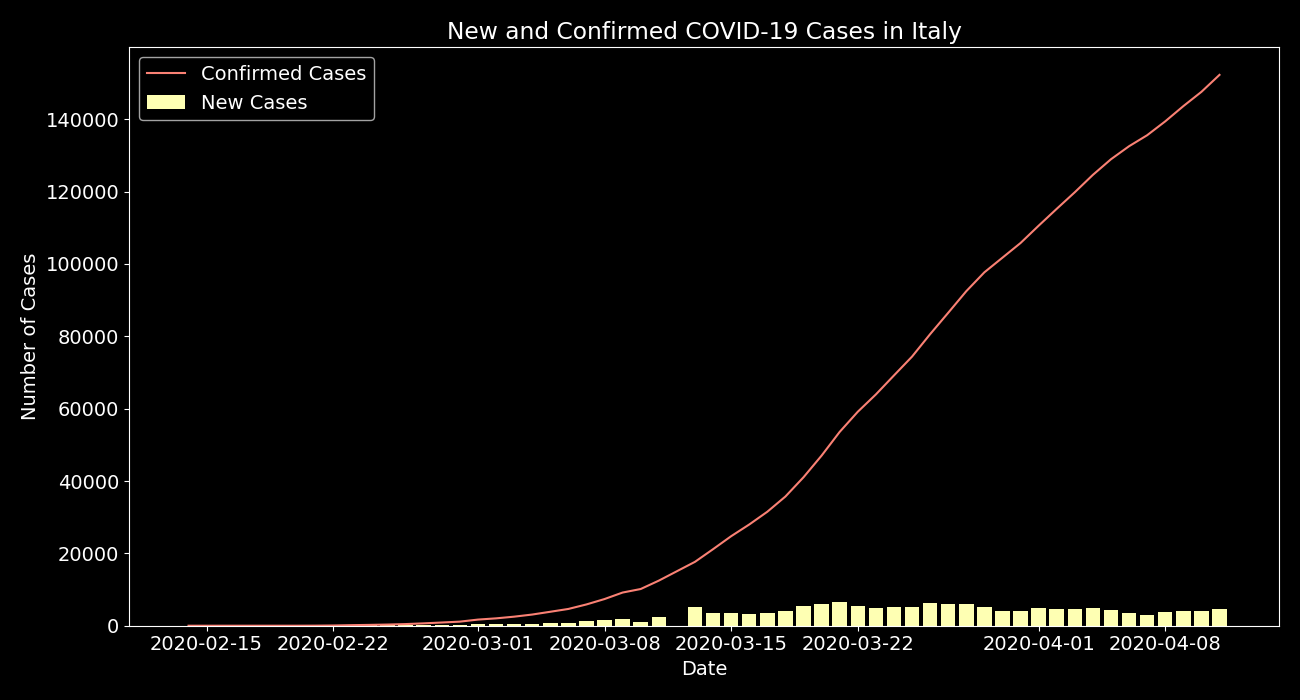 New and Confirmed COVID-19 Cases in Italy
Confirmed Cases
New Cases
Number of Cases
140000
120000
100000
80000
60000
40000
20000
0
2020-02-15 2020-02-22 2020-03-01 2020-03-08 2020-03-15 2020-03-22 2020-04-01 2020-04-08
Date